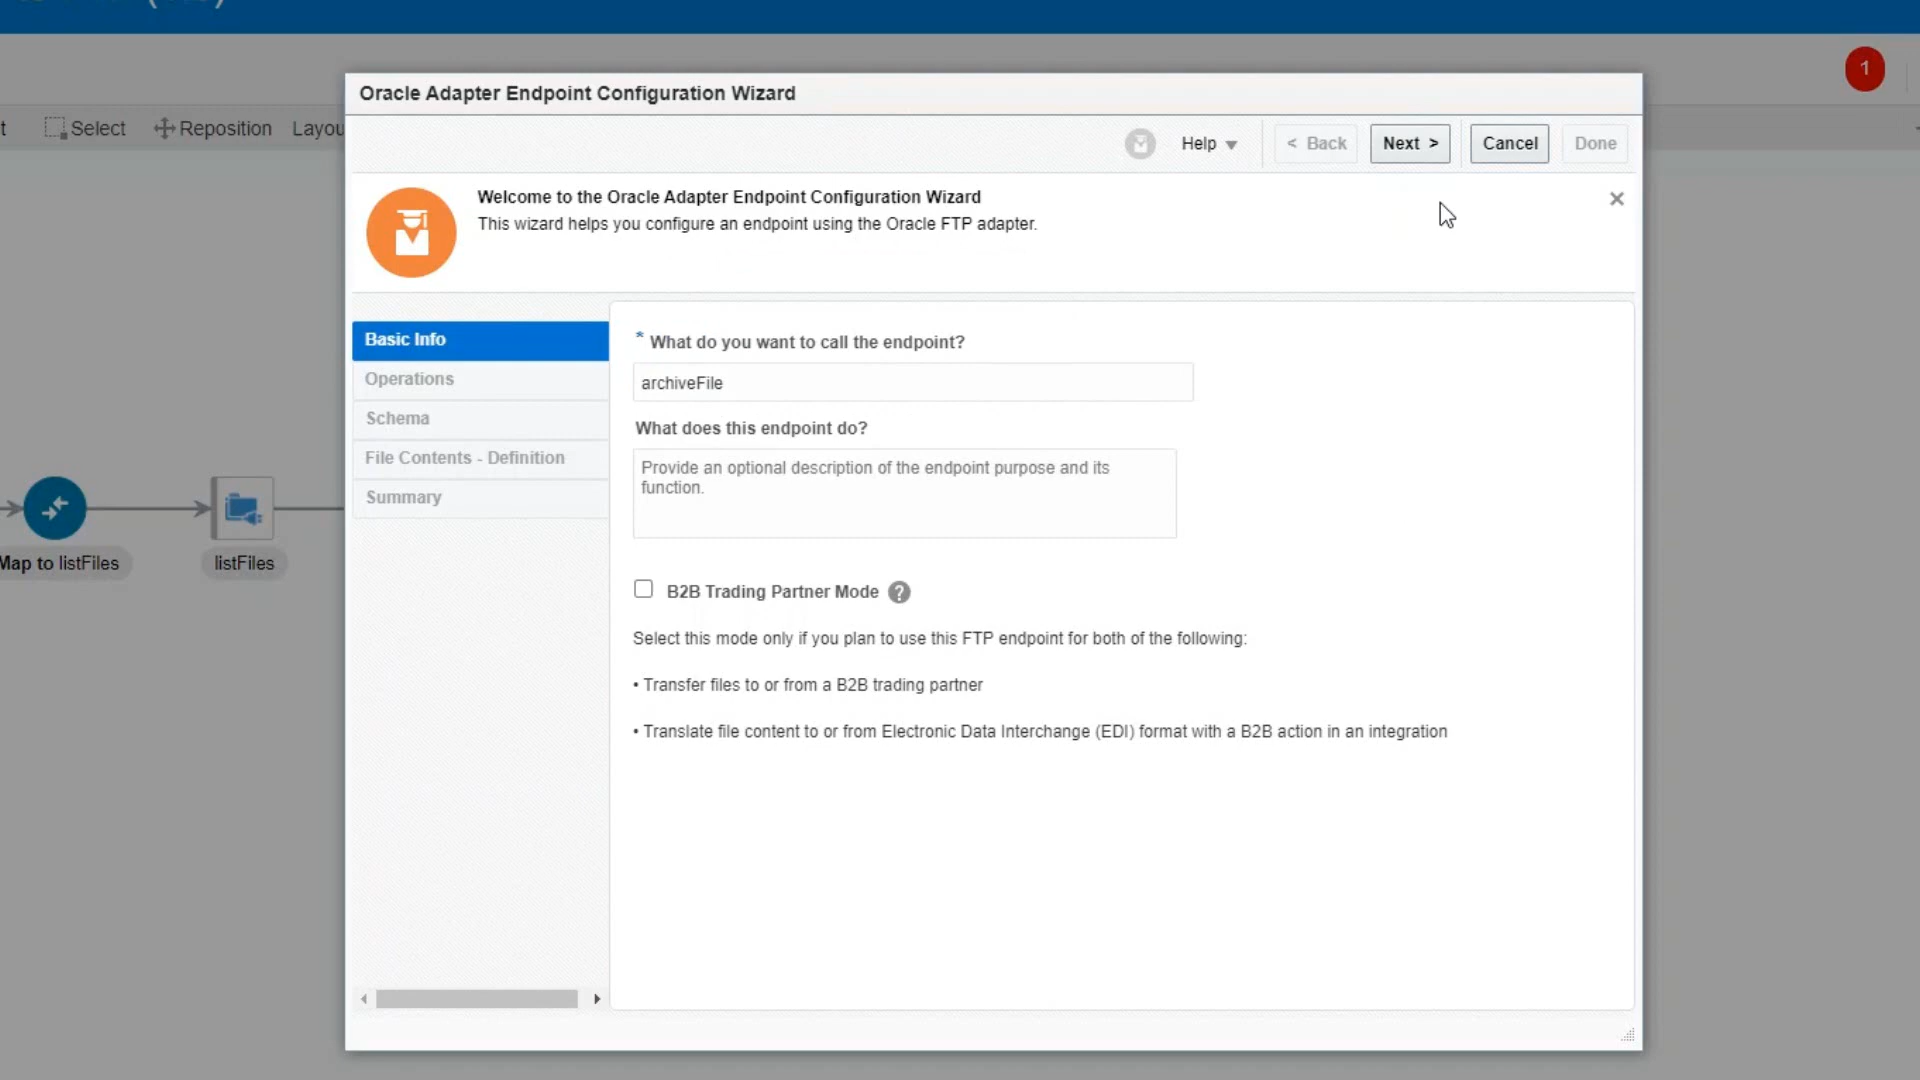 1
Oracle Adapter Endpoint Configuration Wizard
t Select Reposition Layou
Help < Back Next > Cancel Done
Welcome to the Oracle Adapter Endpoint Configuration Wizard
This wizard helps you configure an endpoint using the Oracle FTP adapter.
Basic Info
Operations
Schema
File Contents - Definition
Summary
* What do you want to call the endpoint?
archiveFile
What does this endpoint do?
Provide an optional description of the endpoint purpose and its
function.
B2B Trading Partner Mode ?
Select this mode only if you plan to use this FTP endpoint for both of the following:
• Transfer files to or from a B2B trading partner
• Translate file content to or from Electronic Data Interchange (EDI) format with a B2B action in an integration
Map to listFiles
listFiles